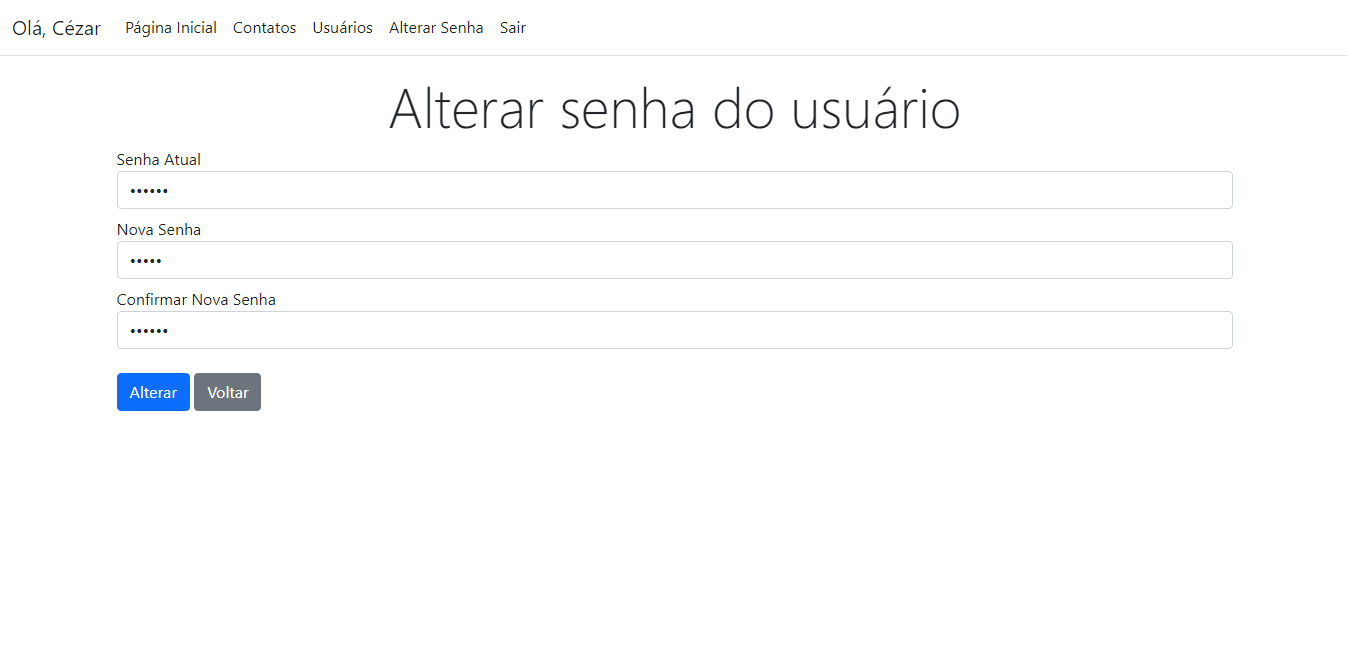 Olá, Cézar Página Inicial Contatos Usuários Alterar Senha Sair
Alterar senha do usuário
Senha Atual
••••••
Nova Senha
•••••
Confirmar Nova Senha
••••••
Alterar Voltar